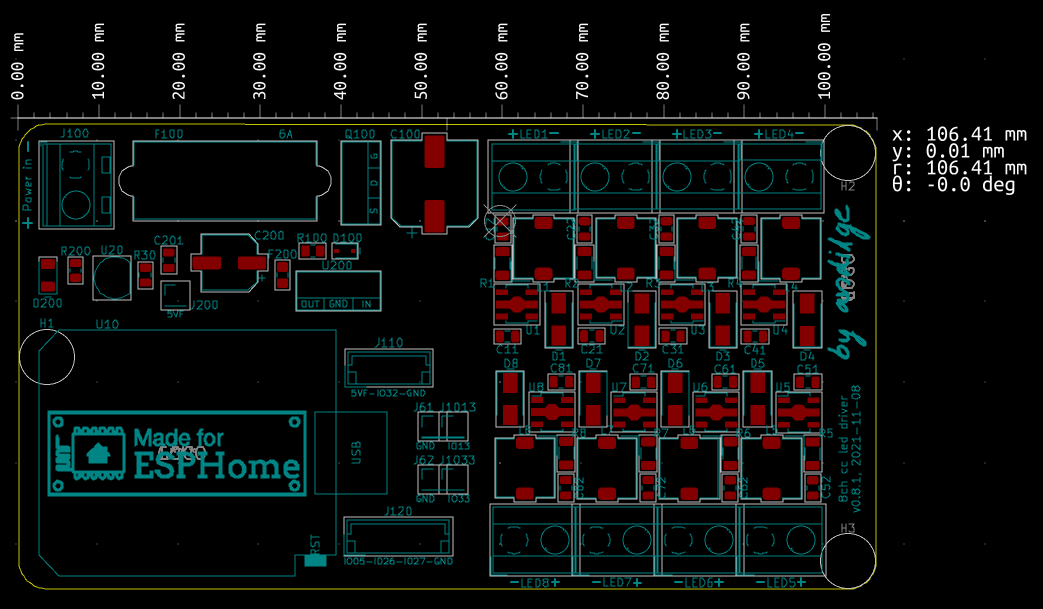 0.00 mm
10.00 mm
20.00 mm
30.00 mm
40.00 mm
50.00 mm
60.00 mm
70.00 mm
80.00 mm
90.00 mm
100.00 mm
x: 106.41 mm
y: 0.01 mm
r: 106.41 mm
θ: -0.0 deg
J100 F100 6A Q100 C100 +LED1- +LED2- +LED3- +LED4-
+ Power in -
G
D
S
H2
C201 C200 R100 D100
R200 U20 R30 F200 U200
D200 J200
5VF
OUT GND IN
by
H1 U10
U1 U4
J110
5VF-IO32-GND
C11 D1 C21 D2 C31 D3 C41 D4
D8 C81 D7 C71 D6 C61 D5 C51
U8 U7 U6 U5
J61 J1013
GND IO13
Made for
ESPHome
USB
J62 J1033
GND IO33
8ch cc led driver
v0.8.1, 2021-11-08
J120
IO05-IO26-IO27-GND
RST
H3
-LED8+ -LED7+ -LED6+ -LED5+